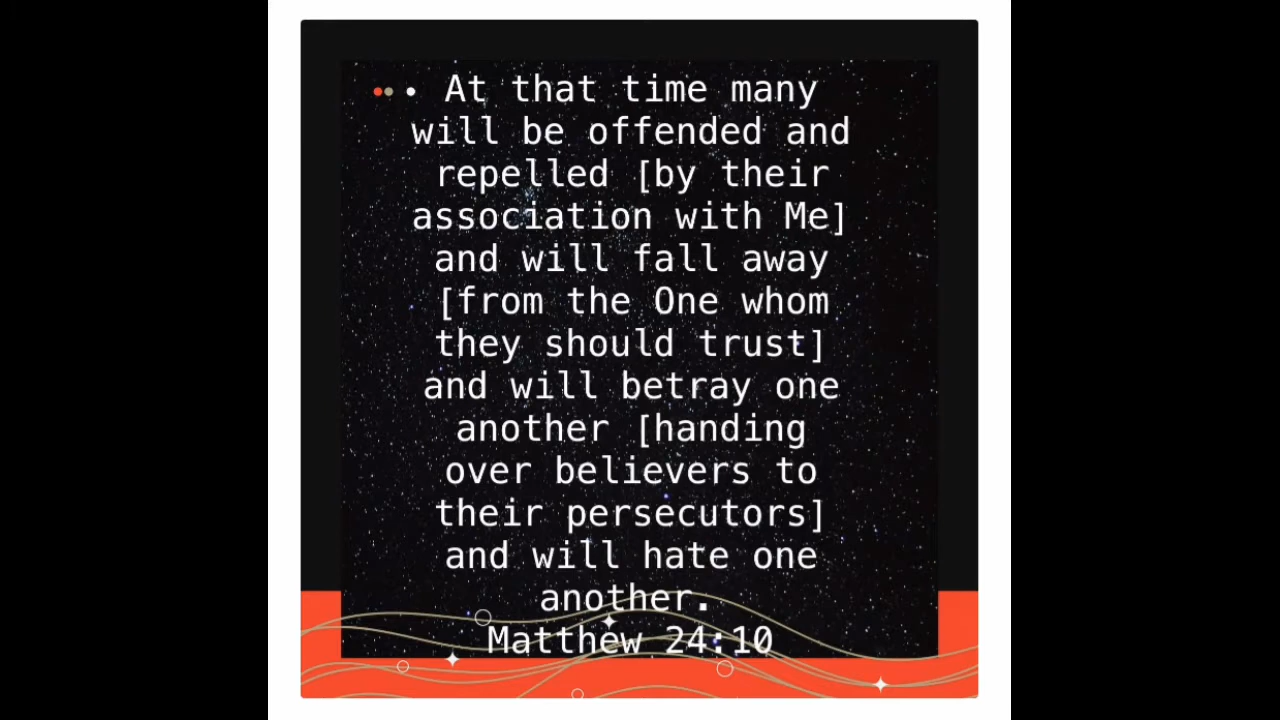 At that time many
will be offended and
repelled [by their
association with Me]
and will fall away
[from the One whom
they should trust]
and will betray one
another [handing
over believers to
their persecutors]
and will hate one
another.
Matthew 24:10